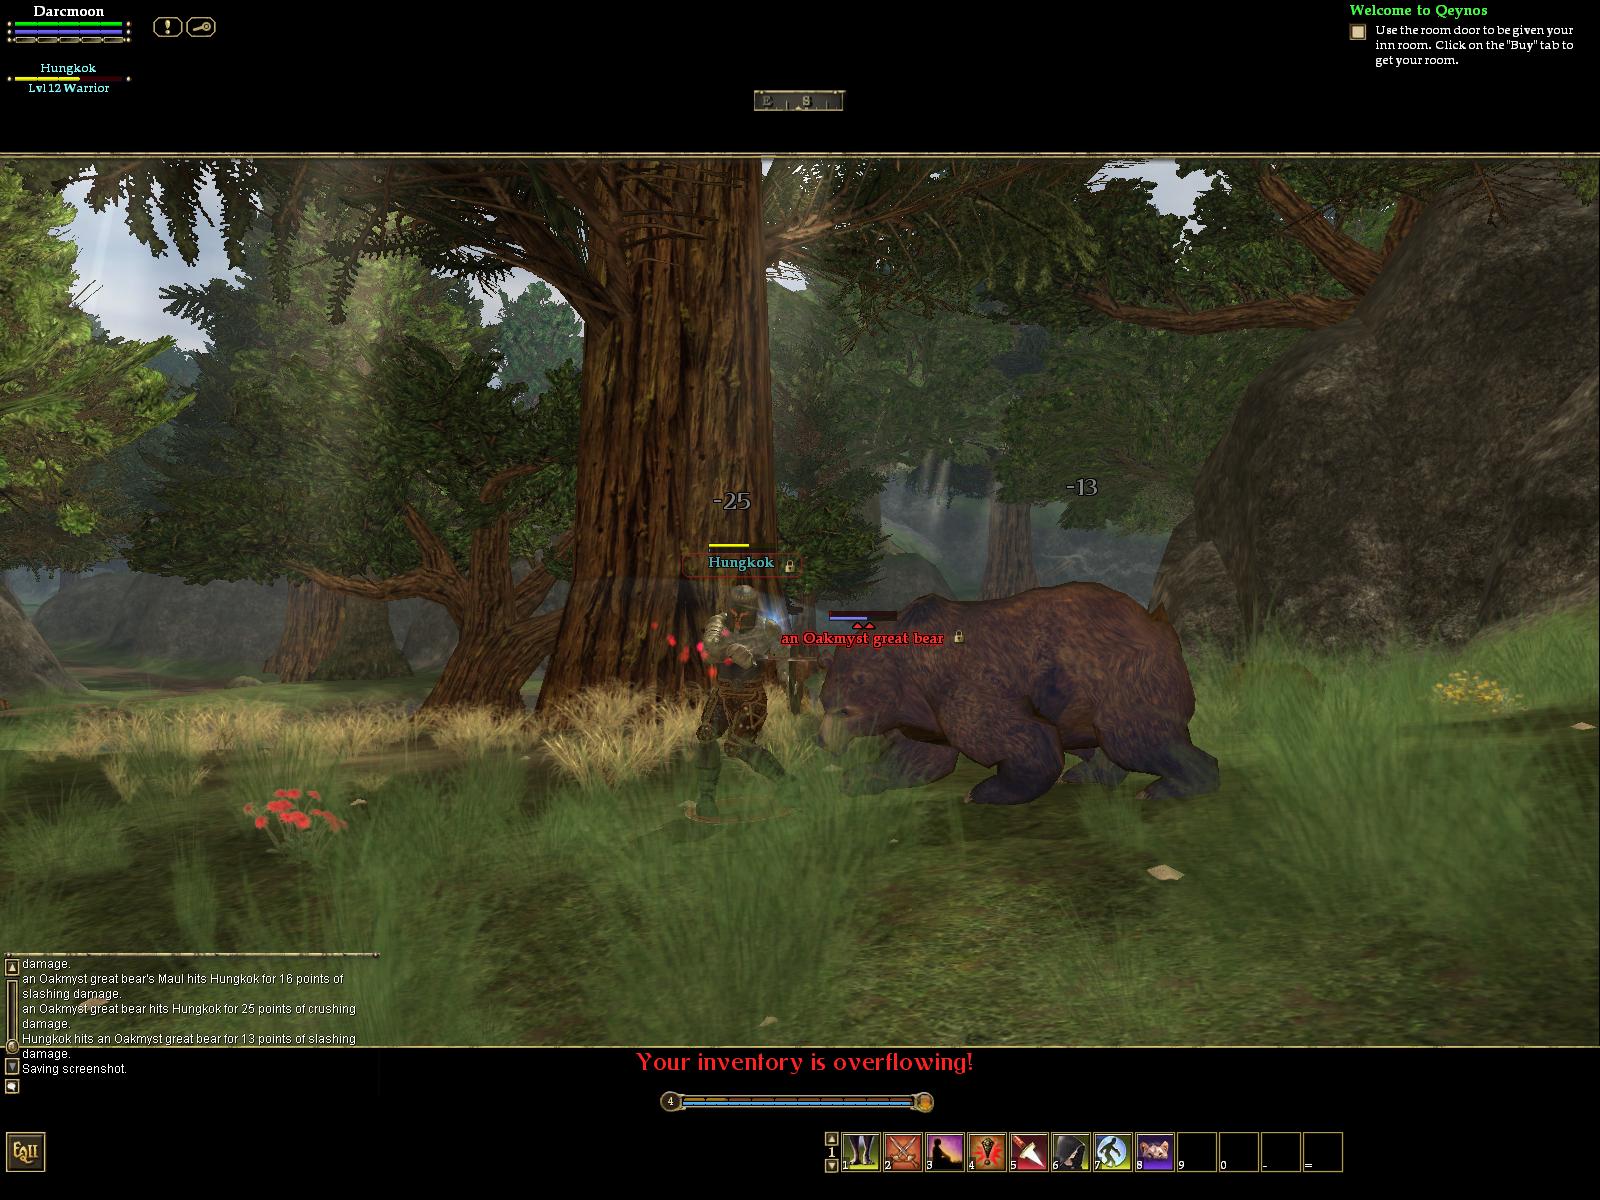 Darcmoon
Hungkok
Lvl 12 Warrior
E S
Welcome to Qeynos
Use the room door to be given your
inn room. Click on the "Buy" tab to
get your room.
-25
-13
Hungkok
an Oakmyst great bear
damage.
an Oakmyst great bear's Maul hits Hungkok for 16 points of
slashing damage.
an Oakmyst great bear hits Hungkok for 25 points of crushing
damage.
Hungkok hits an Oakmyst great bear for 13 points of slashing
damage.
Saving screenshot.
Your inventory is overflowing!
4
EQII
1
1 2 3 4 5 6 7 8 9 0 - =